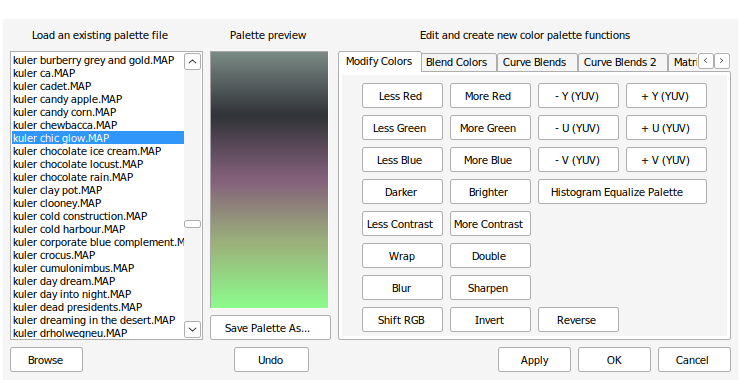 Load an existing palette file
Palette preview
Edit and create new color palette functions
kuler burberry grey and gold.MAP
kuler ca.MAP
kuler cadet.MAP
kuler candy apple.MAP
kuler candy corn.MAP
kuler chewbacca.MAP
kuler chic glow.MAP
kuler chocolate ice cream.MAP
kuler chocolate locust.MAP
kuler chocolate rain.MAP
kuler clay pot.MAP
kuler clooney.MAP
kuler cold construction.MAP
kuler cold harbour.MAP
kuler corporate blue complement.M
kuler crocus.MAP
kuler cumulonimbus.MAP
kuler day dream.MAP
kuler day into night.MAP
kuler dead presidents.MAP
kuler dreaming in the desert.MAP
kuler drholwegneu.MAP
Save Palette As...
Modify Colors
Blend Colors
Curve Blends
Curve Blends 2
Matri
Less Red
More Red
- Y (YUV)
+ Y (YUV)
Less Green
More Green
- U (YUV)
+ U (YUV)
Less Blue
More Blue
- V (YUV)
+ V (YUV)
Darker
Brighter
Histogram Equalize Palette
Less Contrast
More Contrast
Wrap
Double
Blur
Sharpen
Shift RGB
Invert
Reverse
Browse
Undo
Apply
OK
Cancel